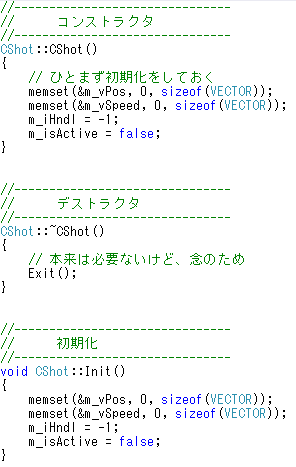 //-------------------------------
//      コンストラクタ
//-------------------------------
CShot::CShot()
{
    // ひとまず初期化をしておく
    memset(&m_vPos, 0, sizeof(VECTOR));
    memset(&m_vSpeed, 0, sizeof(VECTOR));
    m_iHndl = -1;
    m_isActive = false;
}
//-------------------------------
//      デストラクタ
//-------------------------------
CShot::~CShot()
{
    // 本来は必要ないけど、念のため
    Exit();
}
//-------------------------------
//      初期化
//-------------------------------
void CShot::Init()
{
    memset(&m_vPos, 0, sizeof(VECTOR));
    memset(&m_vSpeed, 0, sizeof(VECTOR));
    m_iHndl = -1;
    m_isActive = false;
}